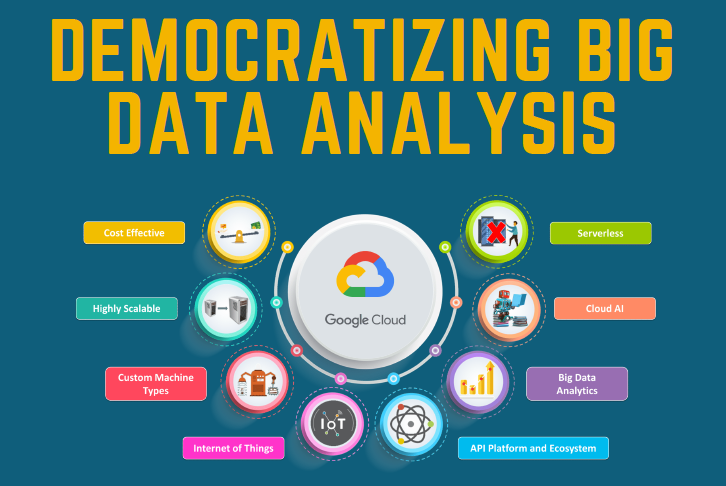 DEMOCRATIZING BIG
DATA ANALYSIS
Cost Effective
Serverless
Google Cloud
Highly Scalable
Cloud AI
Custom Machine
Types
Big Data
Analytics
IoT
Internet of Things
API Platform and Ecosystem